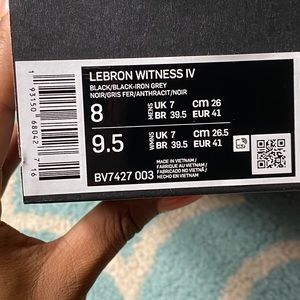 LEBRON WITNESS IV
BLACK/BLACK-IRON GREY
NOIR/GRIS FER/ANTHRACIT/NOIR
8 MENS UK 7 CM 26
BR 39.5 EUR 41
9.5 WMNS UK 7 CM 26.5
BR 39.5 EUR 41
BV7427 003
MADE IN VIETNAM /
FABRIQUÉ AU VIETNAM /
FABRICADO NO VIETNÃ /
HECHO EN VIETNAM
1 93150 68042 716